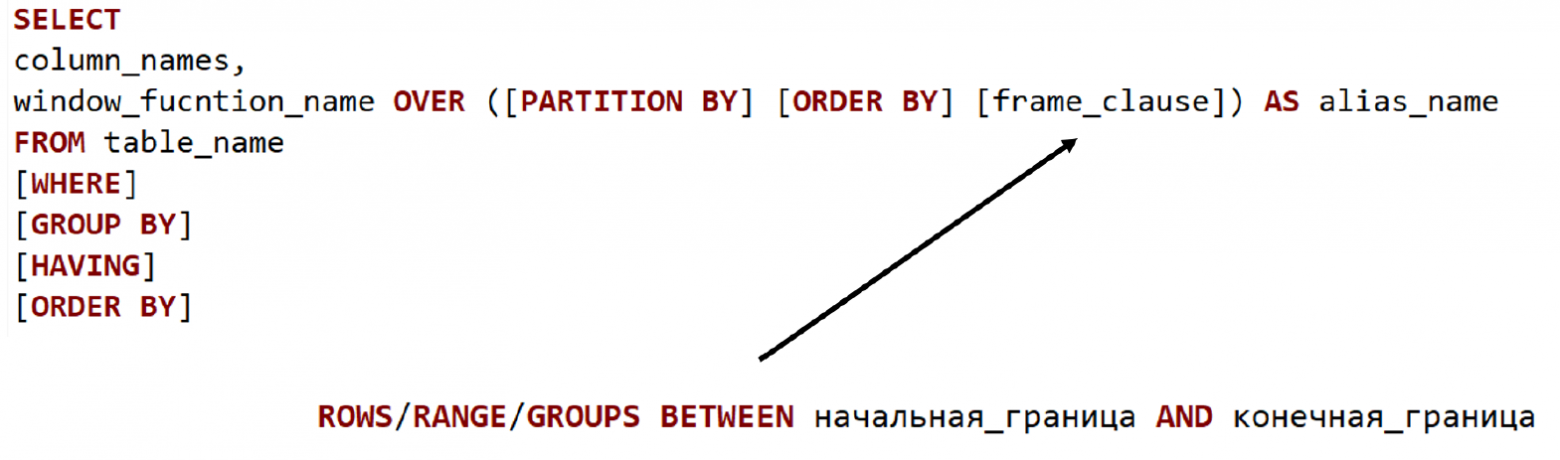 SELECT
column_names,
window_fucntion_name OVER ([PARTITION BY] [ORDER BY] [frame_clause]) AS alias_name
FROM table_name
[WHERE]
[GROUP BY]
[HAVING]
[ORDER BY]
ROWS/RANGE/GROUPS BETWEEN начальная_граница AND конечная_граница